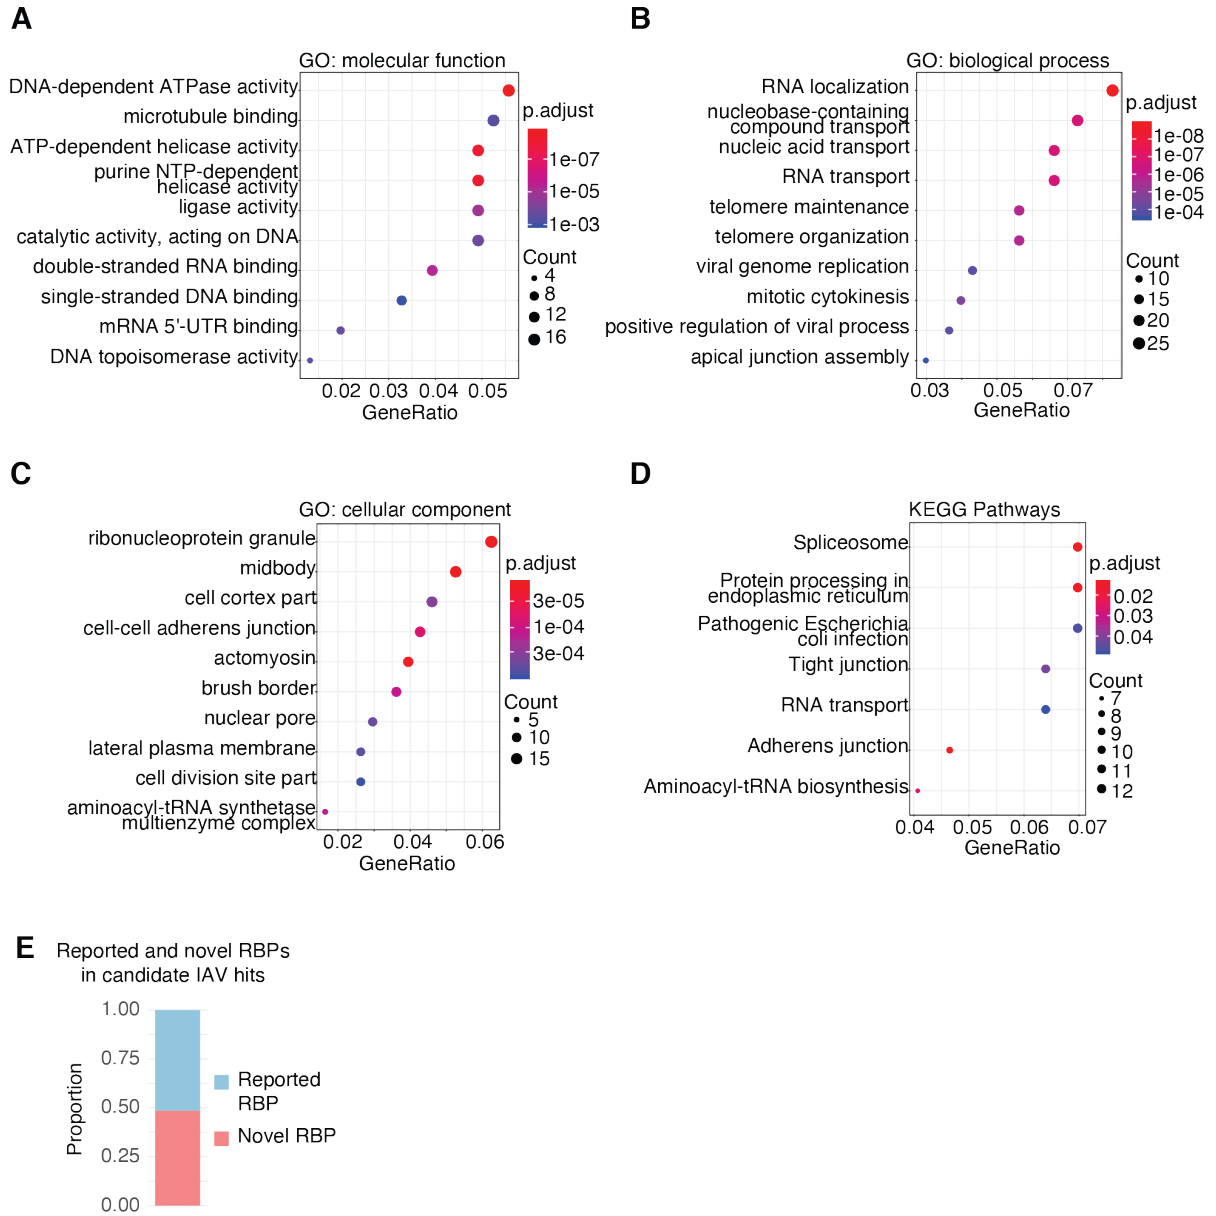 A
GO: molecular function
DNA-dependent ATPase activity
microtubule binding
ATP-dependent helicase activity
purine NTP-dependent
helicase activity
ligase activity
catalytic activity, acting on DNA
double-stranded RNA binding
single-stranded DNA binding
mRNA 5'-UTR binding
DNA topoisomerase activity
0.02 0.03 0.04 0.05
GeneRatio
p.adjust
1e-07
1e-05
1e-03
Count
4
8
12
16
B
GO: biological process
RNA localization
nucleobase-containing
compound transport
nucleic acid transport
RNA transport
telomere maintenance
telomere organization
viral genome replication
mitotic cytokinesis
positive regulation of viral process
apical junction assembly
0.03 0.05 0.07
GeneRatio
p.adjust
1e-08
1e-07
1e-06
1e-05
1e-04
Count
10
15
20
25
C
GO: cellular component
ribonucleoprotein granule
midbody
cell cortex part
cell-cell adherens junction
actomyosin
brush border
nuclear pore
lateral plasma membrane
cell division site part
aminoacyl-tRNA synthetase
multienzyme complex
0.02 0.04 0.06
GeneRatio
p.adjust
3e-05
1e-04
3e-04
Count
5
10
15
D
KEGG Pathways
Spliceosome
Protein processing in
endoplasmic reticulum
Pathogenic Escherichia
coli infection
Tight junction
RNA transport
Adherens junction
Aminoacyl-tRNA biosynthesis
0.04 0.05 0.06 0.07
GeneRatio
p.adjust
0.02
0.03
0.04
Count
7
8
9
10
11
12
E
Reported and novel RBPs
in candidate IAV hits
Proportion
1.00
0.75
0.50
0.25
0.00
Reported
RBP
Novel RBP